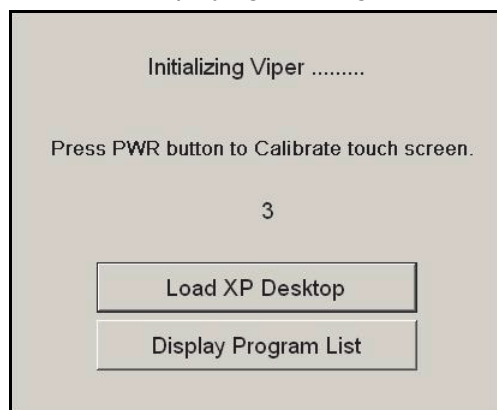 Initializing Viper .........
Press PWR button to Calibrate touch screen.
3
Load XP Desktop
Display Program List